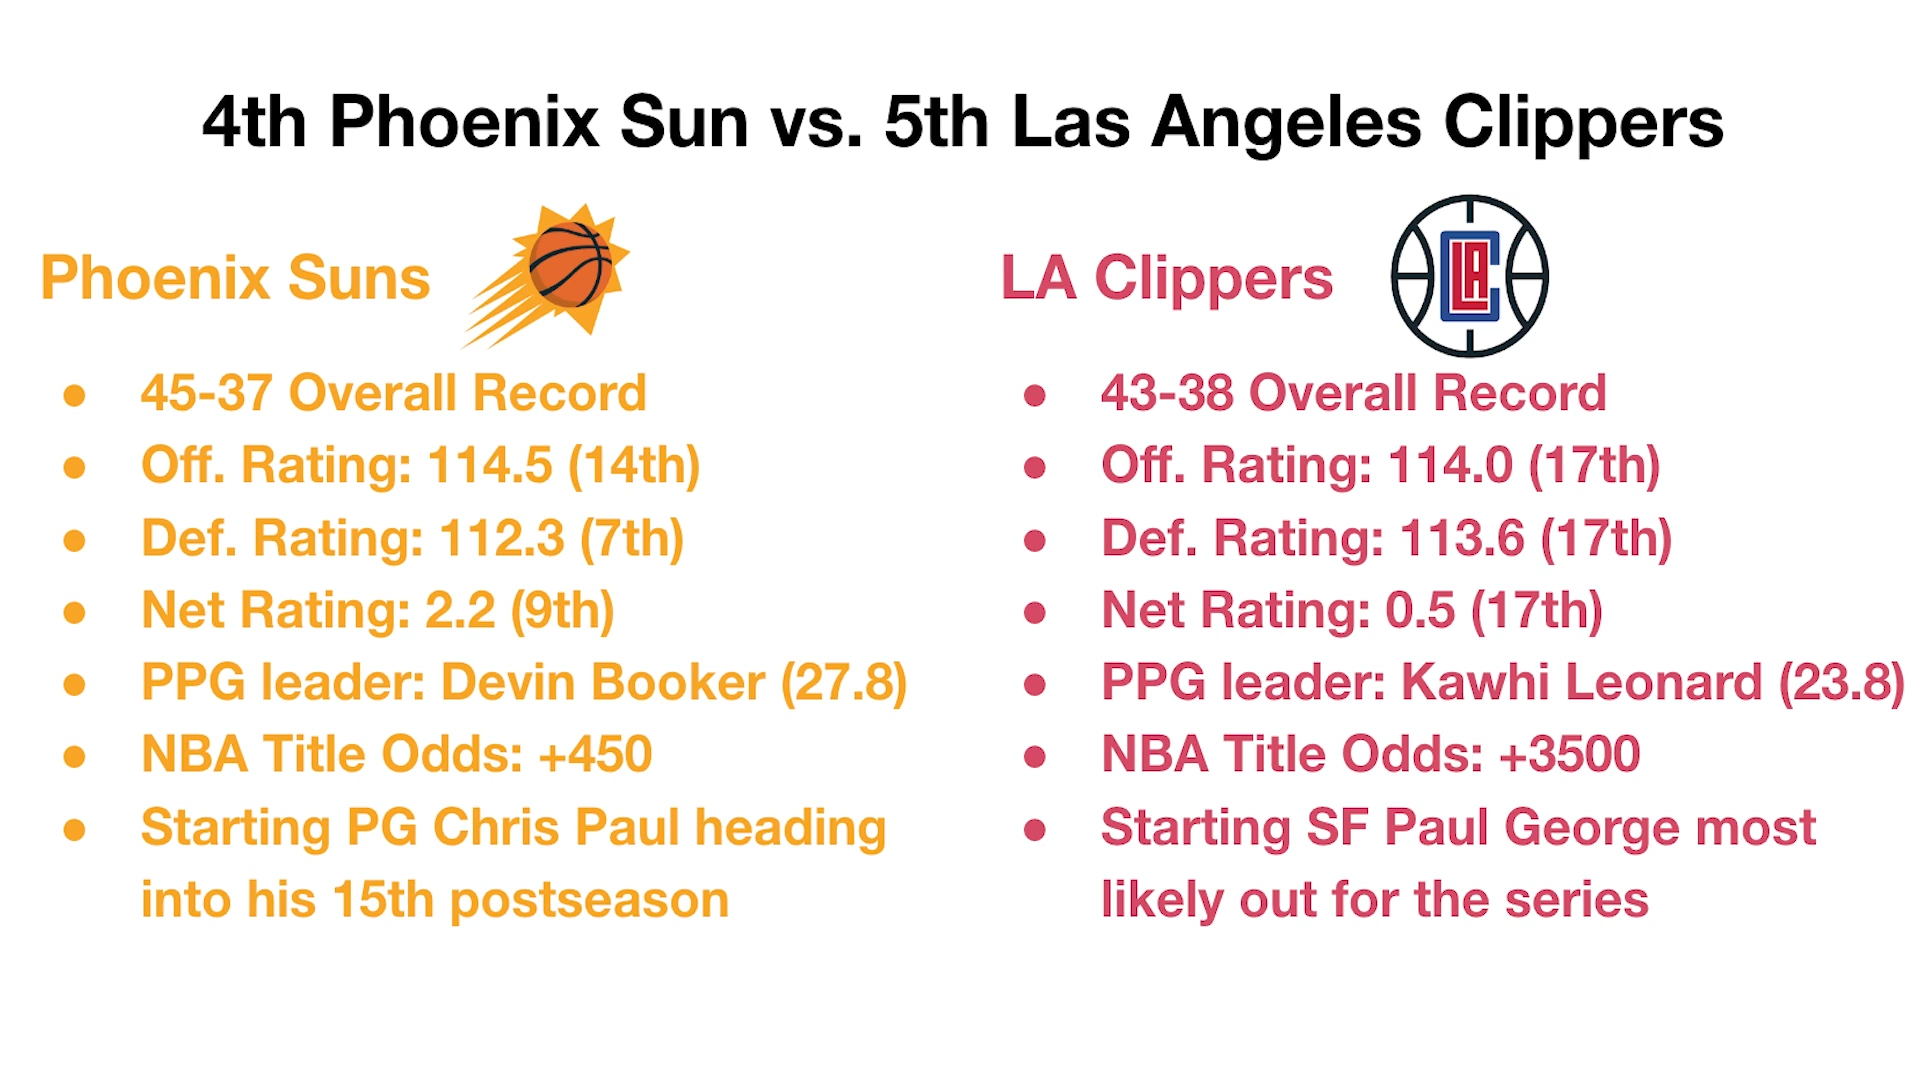 4th Phoenix Sun vs. 5th Las Angeles Clippers
Phoenix Suns
● 45-37 Overall Record
● Off. Rating: 114.5 (14th)
● Def. Rating: 112.3 (7th)
● Net Rating: 2.2 (9th)
● PPG leader: Devin Booker (27.8)
● NBA Title Odds: +450
● Starting PG Chris Paul heading
into his 15th postseason
LA Clippers
LA
● 43-38 Overall Record
● Off. Rating: 114.0 (17th)
● Def. Rating: 113.6 (17th)
● Net Rating: 0.5 (17th)
● PPG leader: Kawhi Leonard (23.8)
● NBA Title Odds: +3500
● Starting SF Paul George most
likely out for the series